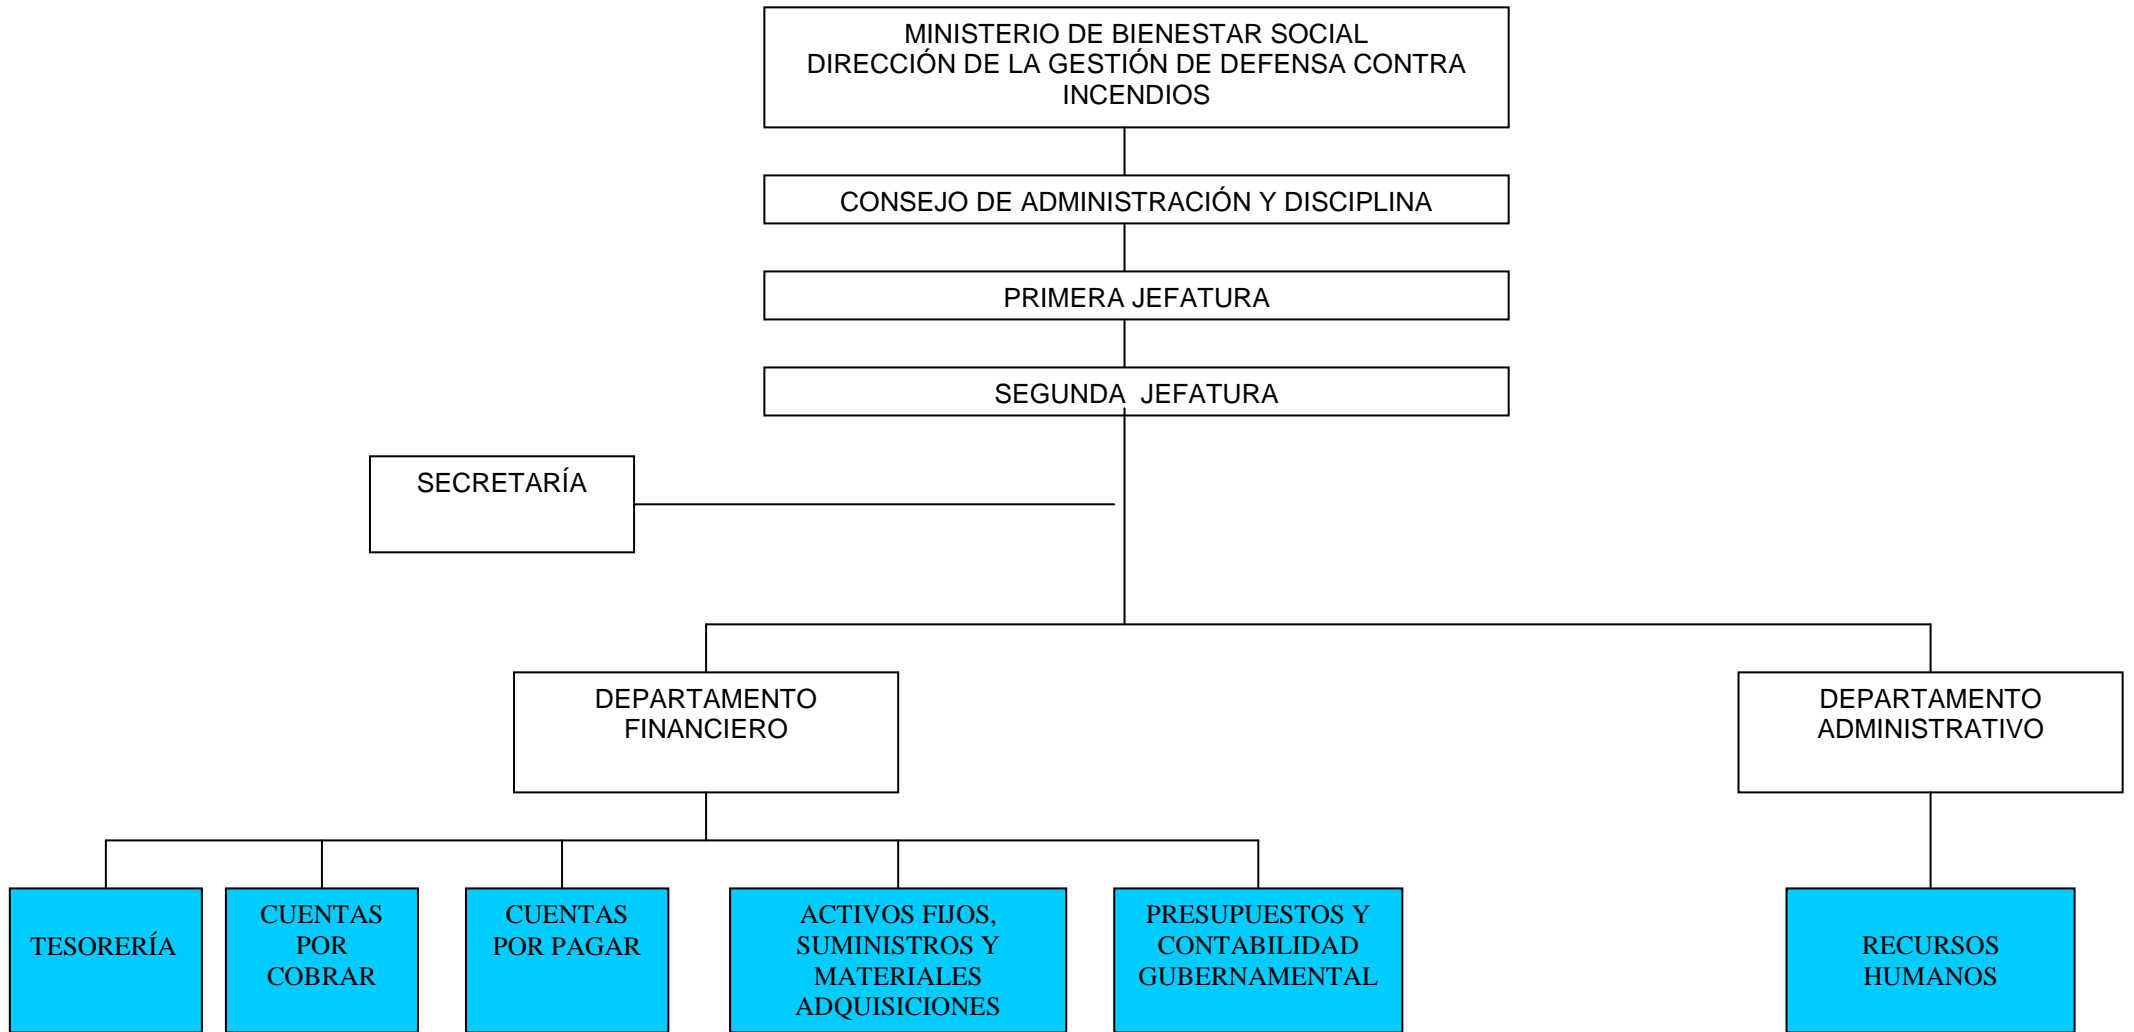 MINISTERIO DE BIENESTAR SOCIAL
DIRECCIÓN DE LA GESTIÓN DE DEFENSA CONTRA
INCENDIOS
CONSEJO DE ADMINISTRACIÓN Y DISCIPLINA
PRIMERA JEFATURA
SEGUNDA JEFATURA
SECRETARÍA
DEPARTAMENTO
FINANCIERO
DEPARTAMENTO
ADMINISTRATIVO
TESORERÍA
CUENTAS
POR
COBRAR
CUENTAS
POR PAGAR
ACTIVOS FIJOS,
SUMINISTROS Y
MATERIALES
ADQUISICIONES
PRESUPUESTOS Y
CONTABILIDAD
GUBERNAMENTAL
RECURSOS
HUMANOS